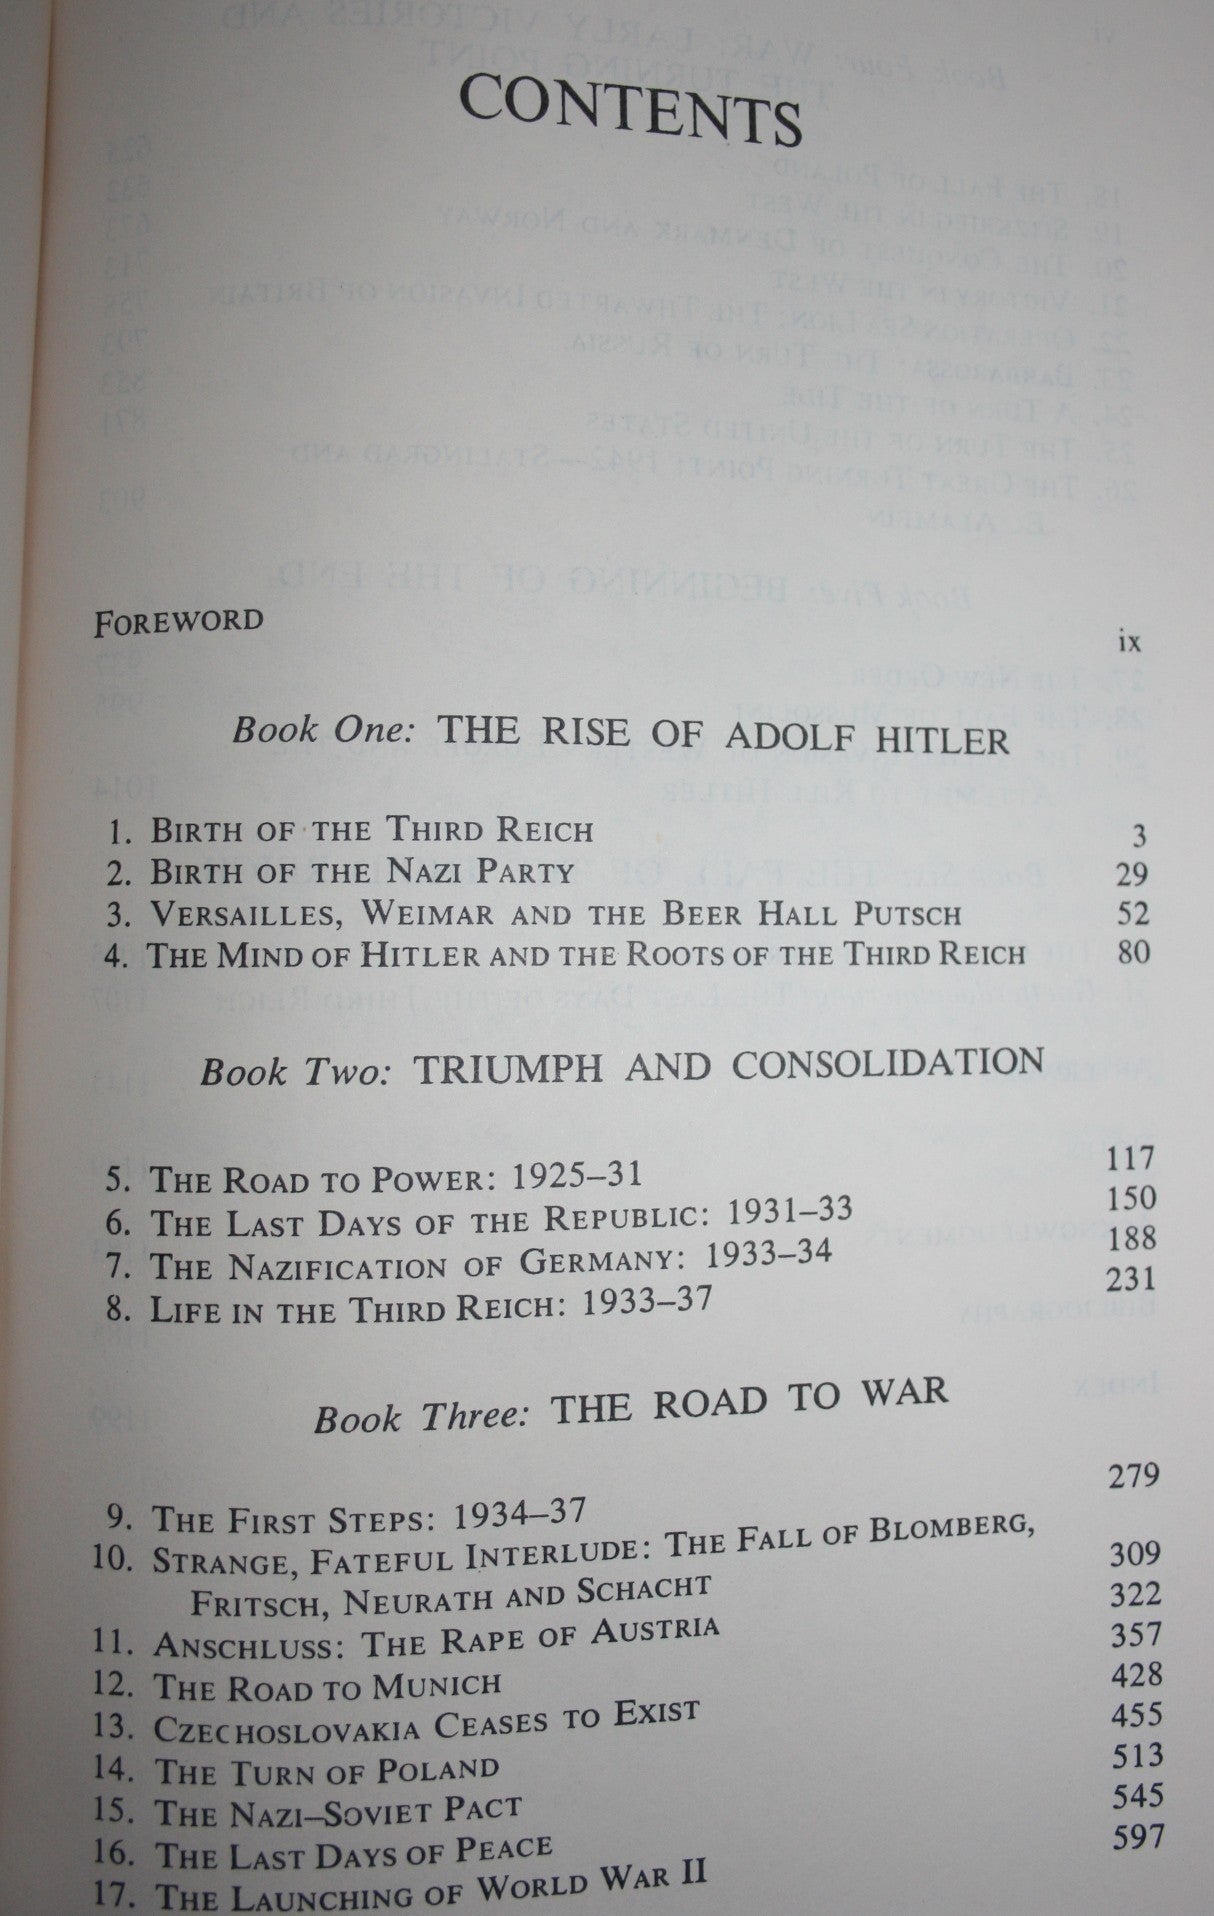 CONTENTS
FOREWORD ix
Book One: THE RISE OF ADOLF HITLER
1. BIRTH OF THE THIRD REICH 3
2. BIRTH OF THE NAZI PARTY 29
3. VERSAILLES, WEIMAR AND THE BEER HALL PUTSCH 52
4. THE MIND OF HITLER AND THE ROOTS OF THE THIRD REICH 80
Book Two: TRIUMPH AND CONSOLIDATION
5. THE ROAD TO POWER: 1925–31 117
6. THE LAST DAYS OF THE REPUBLIC: 1931–33 150
7. THE NAZIFICATION OF GERMANY: 1933–34 188
8. LIFE IN THE THIRD REICH: 1933–37 231
Book Three: THE ROAD TO WAR
9. THE FIRST STEPS: 1934–37 279
10. STRANGE, FATEFUL INTERLUDE: THE FALL OF BLOMBERG,
FRITSCH, NEURATH AND SCHACHT 309
11. ANSCHLUSS: THE RAPE OF AUSTRIA 322
12. THE ROAD TO MUNICH 357
13. CZECHOSLOVAKIA CEASES TO EXIST 428
14. THE TURN OF POLAND 455
15. THE NAZI–SOVIET PACT 513
16. THE LAST DAYS OF PEACE 545
17. THE LAUNCHING OF WORLD WAR II 597